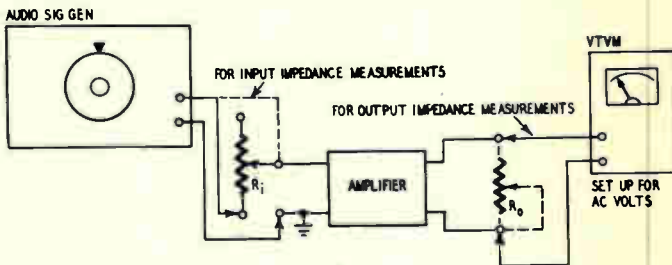 AUDIO SIG GEN
VTVM
FOR INPUT IMPEDANCE MEASUREMENTS
FOR OUTPUT IMPEDANCE MEASUREMENTS
Ri
AMPLIFIER
Ro
SET UP FOR
AC VOLTS